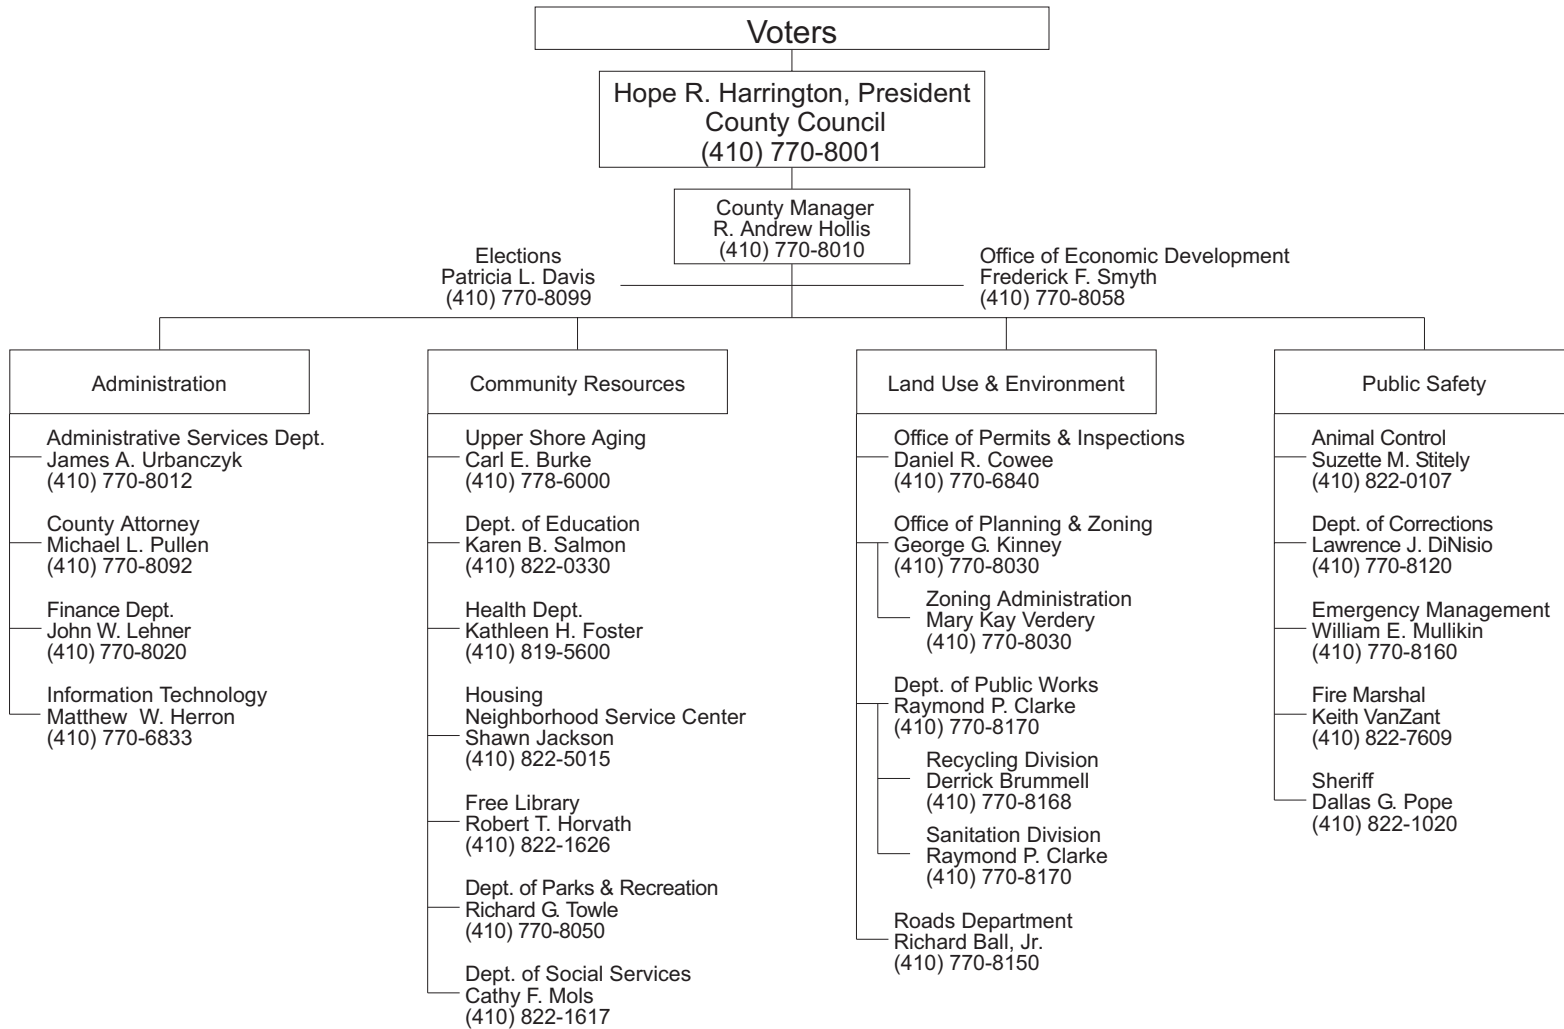 Voters
Hope R. Harrington, President
County Council
(410) 770-8001
County Manager
R. Andrew Hollis
(410) 770-8010
Elections
Patricia L. Davis
(410) 770-8099
Office of Economic Development
Frederick F. Smyth
(410) 770-8058
Administration
Administrative Services Dept.
James A. Urbanczyk
(410) 770-8012
County Attorney
Michael L. Pullen
(410) 770-8092
Finance Dept.
John W. Lehner
(410) 770-8020
Information Technology
Matthew W. Herron
(410) 770-6833
Community Resources
Upper Shore Aging
Carl E. Burke
(410) 778-6000
Dept. of Education
Karen B. Salmon
(410) 822-0330
Health Dept.
Kathleen H. Foster
(410) 819-5600
Housing
Neighborhood Service Center
Shawn Jackson
(410) 822-5015
Free Library
Robert T. Horvath
(410) 822-1626
Dept. of Parks & Recreation
Richard G. Towle
(410) 770-8050
Dept. of Social Services
Cathy F. Mols
(410) 822-1617
Land Use & Environment
Office of Permits & Inspections
Daniel R. Cowee
(410) 770-6840
Office of Planning & Zoning
George G. Kinney
(410) 770-8030
Zoning Administration
Mary Kay Verdery
(410) 770-8030
Dept. of Public Works
Raymond P. Clarke
(410) 770-8170
Recycling Division
Derrick Brummell
(410) 770-8168
Sanitation Division
Raymond P. Clarke
(410) 770-8170
Roads Department
Richard Ball, Jr.
(410) 770-8150
Public Safety
Animal Control
Suzette M. Stitely
(410) 822-0107
Dept. of Corrections
Lawrence J. DiNisio
(410) 770-8120
Emergency Management
William E. Mullikin
(410) 770-8160
Fire Marshal
Keith VanZant
(410) 822-7609
Sheriff
Dallas G. Pope
(410) 822-1020